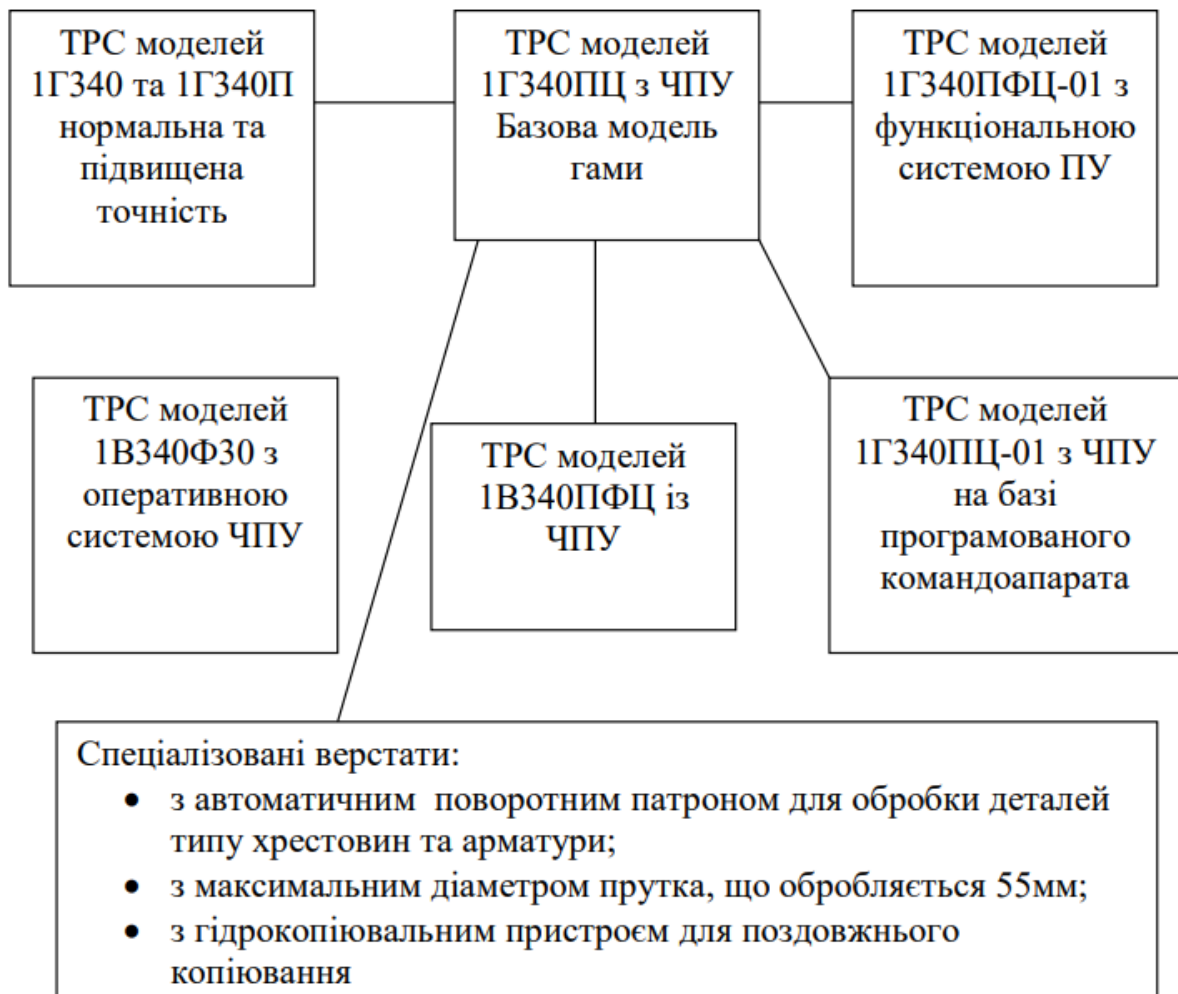 ТРС моделей
1Г340 та 1Г340П
нормальна та
підвищена
точність
ТРС моделей
1Г340ПЦ з ЧПУ
Базова модель
гами
ТРС моделей
1Г340ПФЦ-01 з
функціональною
системою ПУ
ТРС моделей
1В340Ф30 з
оперативною
системою ЧПУ
ТРС моделей
1В340ПФЦ із
ЧПУ
ТРС моделей
1Г340ПЦ-01 з ЧПУ
на базі
програмованого
командоапарата
Спеціалізовані верстати:
• з автоматичним поворотним патроном для обробки деталей
типу хрестовин та арматури;
• з максимальним діаметром прутка, що обробляється 55мм;
• з гідрокопіювальним пристроєм для поздовжнього
копіювання